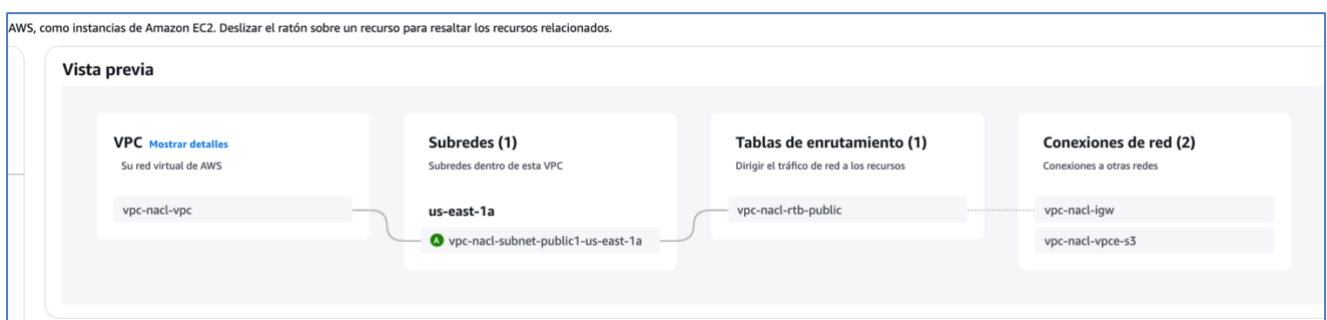 AWS, como instancias de Amazon EC2. Deslizar el ratón sobre un recurso para resaltar los recursos relacionados.
Vista previa
VPC Mostrar detalles
Su red virtual de AWS
vpc-nacl-vpc
Subredes (1)
Subredes dentro de esta VPC
us-east-1a
A vpc-nacl-subnet-public1-us-east-1a
Tablas de enrutamiento (1)
Dirigir el tráfico de red a los recursos
vpc-nacl-rtb-public
Conexiones de red (2)
Conexiones a otras redes
vpc-nacl-igw
vpc-nacl-vpce-s3